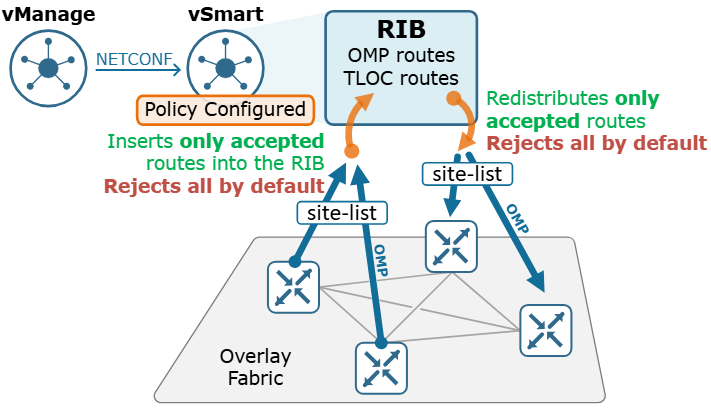 vManage
vSmart
NETCONF
Policy Configured
RIB
OMP routes
TLOC routes
Inserts only accepted
routes into the RIB
Rejects all by default
Redistributes only
accepted routes
Rejects all by default
site-list
site-list
OMP
OMP
Overlay
Fabric